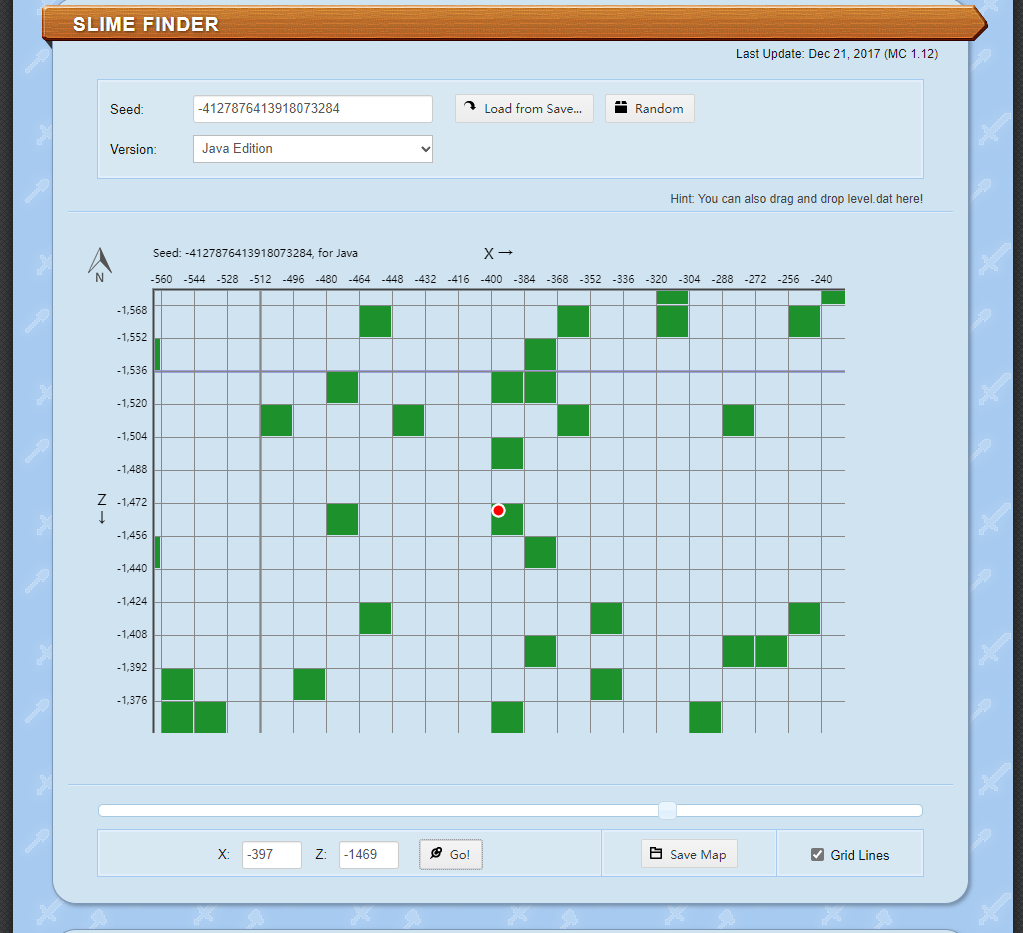 SLIME FINDER
Last Update: Dec 21, 2017 (MC 1.12)
Seed: -4127876413918073284 Load from Save... Random
Version: Java Edition
Hint: You can also drag and drop level.dat here!
N
Seed: -4127876413918073284, for Java X →
-560 -544 -528 -512 -496 -480 -464 -448 -432 -416 -400 -384 -368 -352 -336 -320 -304 -288 -272 -256 -240
-1,568
-1,552
-1,536
-1,520
-1,504
-1,488
Z ↓
-1,472
-1,456
-1,440
-1,424
-1,408
-1,392
-1,376
X: -397 Z: -1469 Go! Save Map Grid Lines